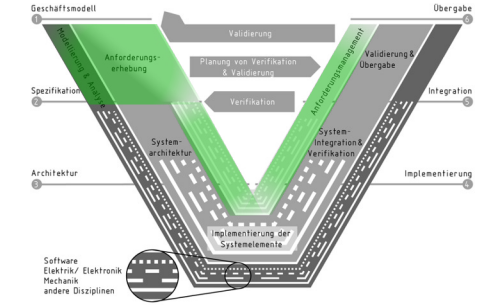 Geschäftsmodell
1
Übergabe
6
Validierung
Planung von Verifikation
& Validierung
Verifikation
Modellierung & Analyse
Anforderungs-
erhebung
Anforderungsmanagement
Validierung &
Übergabe
Spezifikation
2
Integration
5
System-
architektur
System-
Integration &
Verifikation
Architektur
3
Implementierung
4
Implementierung der
Systemelemente
Software
Elektrik/ Elektronik
Mechanik
andere Disziplinen